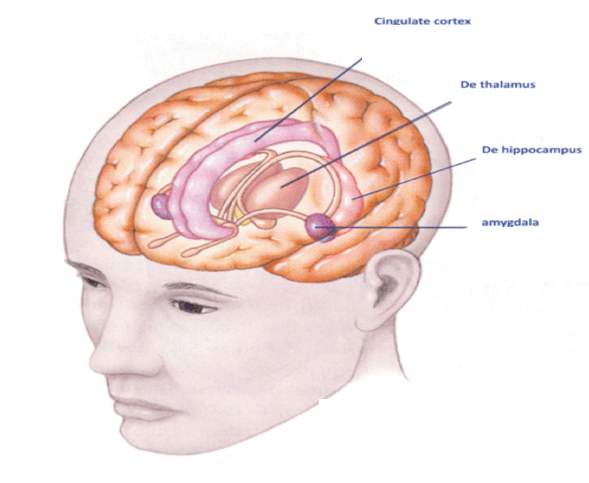 Cingulate cortex
De thalamus
De hippocampus
amygdala